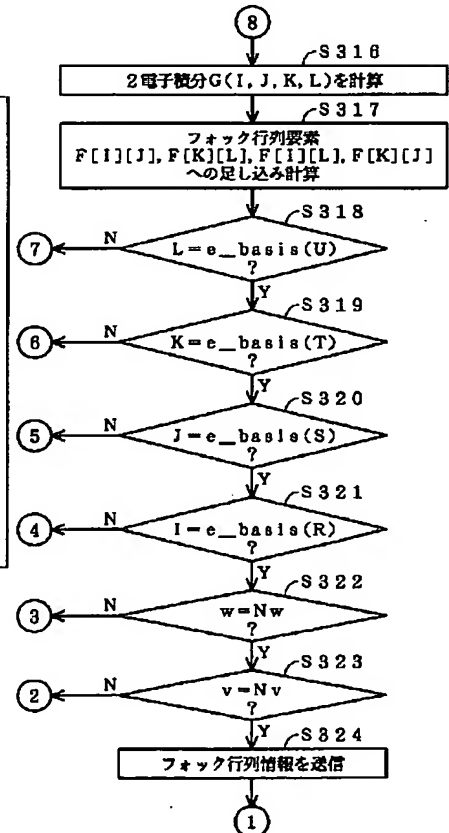 8
S316
2電子積分G(I, J, K, L)を計算
S317
フォック行列要素
F[I][J], F[K][L], F[I][L], F[K][J]
への足し込み計算
S318
7
N
L=e_basis(U)
?
Y
S319
6
N
K=e_basis(T)
?
Y
S320
5
N
J=e_basis(S)
?
Y
S321
4
N
I=e_basis(R)
?
Y
S322
3
N
w=Nw
?
Y
S323
2
N
v=Nv
?
Y
S324
フォック行列情報を送信
1